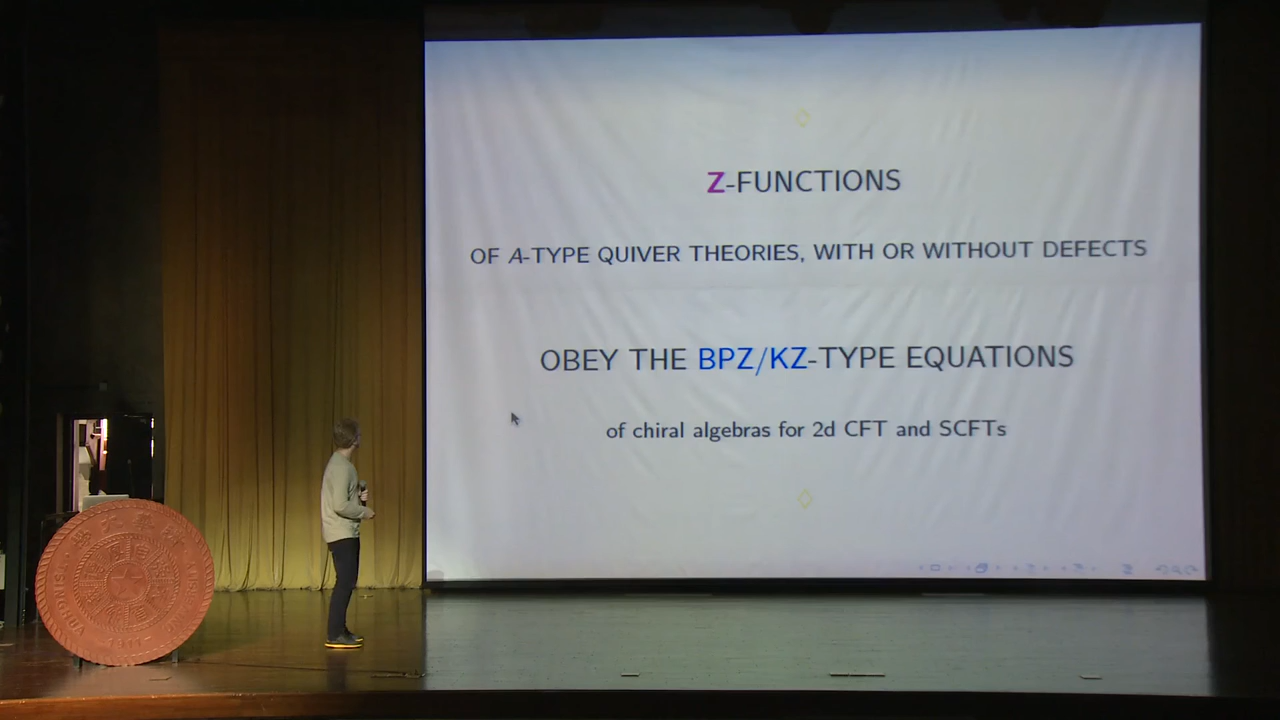 Z-FUNCTIONS
OF A-TYPE QUIVER THEORIES, WITH OR WITHOUT DEFECTS
OBEY THE BPZ/KZ-TYPE EQUATIONS
of chiral algebras for 2d CFT and SCFTs